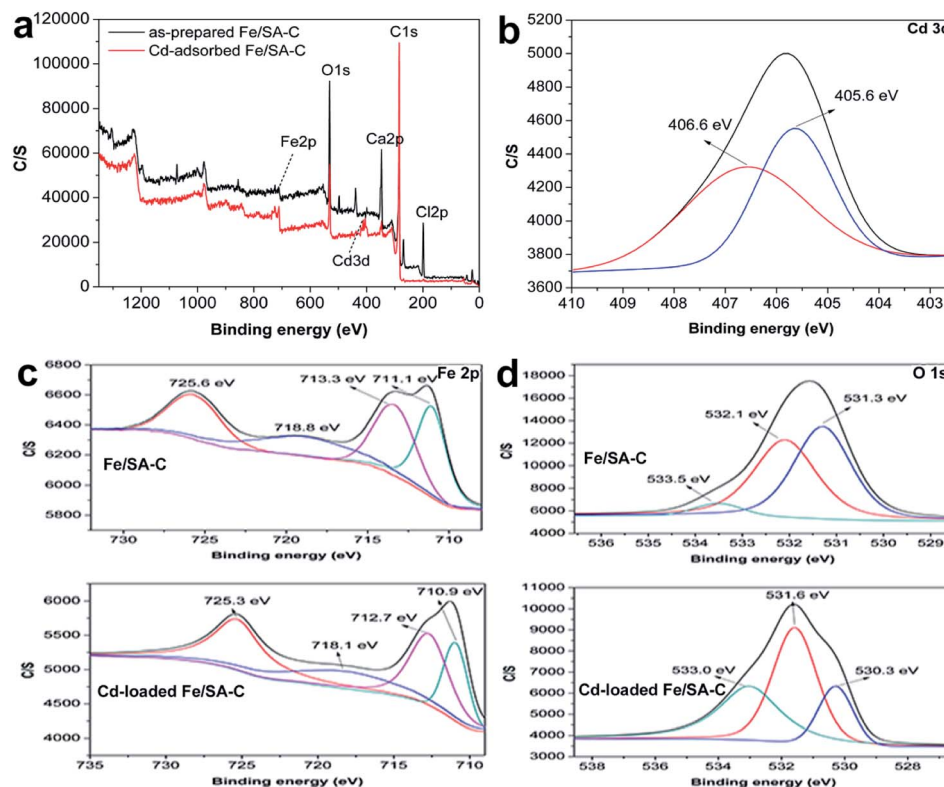 a
as-prepared Fe/SA-C
Cd-adsorbed Fe/SA-C
C1s
O1s
Fe2p
Ca2p
Cl2p
Cd3d
C/S
120000
100000
80000
60000
40000
20000
0
1200 1000 800 600 400 200 0
Binding energy (eV)
b
Cd 3d
406.6 eV
405.6 eV
C/S
5200
5000
4800
4600
4400
4200
4000
3800
3600
410 409 408 407 406 405 404 403
Binding energy (eV)
c
Fe 2p
725.6 eV
713.3 eV
711.1 eV
718.8 eV
Fe/SA-C
C/S
6800
6600
6400
6200
6000
5800
730 725 720 715 710
Binding energy (eV)
725.3 eV
710.9 eV
712.7 eV
718.1 eV
Cd-loaded Fe/SA-C
C/S
6000
5500
5000
4500
4000
735 730 725 720 715 710
Binding energy (eV)
d
O 1s
532.1 eV
531.3 eV
533.5 eV
Fe/SA-C
C/S
18000
16000
14000
12000
10000
8000
6000
4000
536 535 534 533 532 531 530 529
Binding energy (eV)
531.6 eV
533.0 eV
530.3 eV
Cd-loaded Fe/SA-C
C/S
11000
10000
9000
8000
7000
6000
5000
4000
3000
538 536 534 532 530 528
Binding energy (eV)